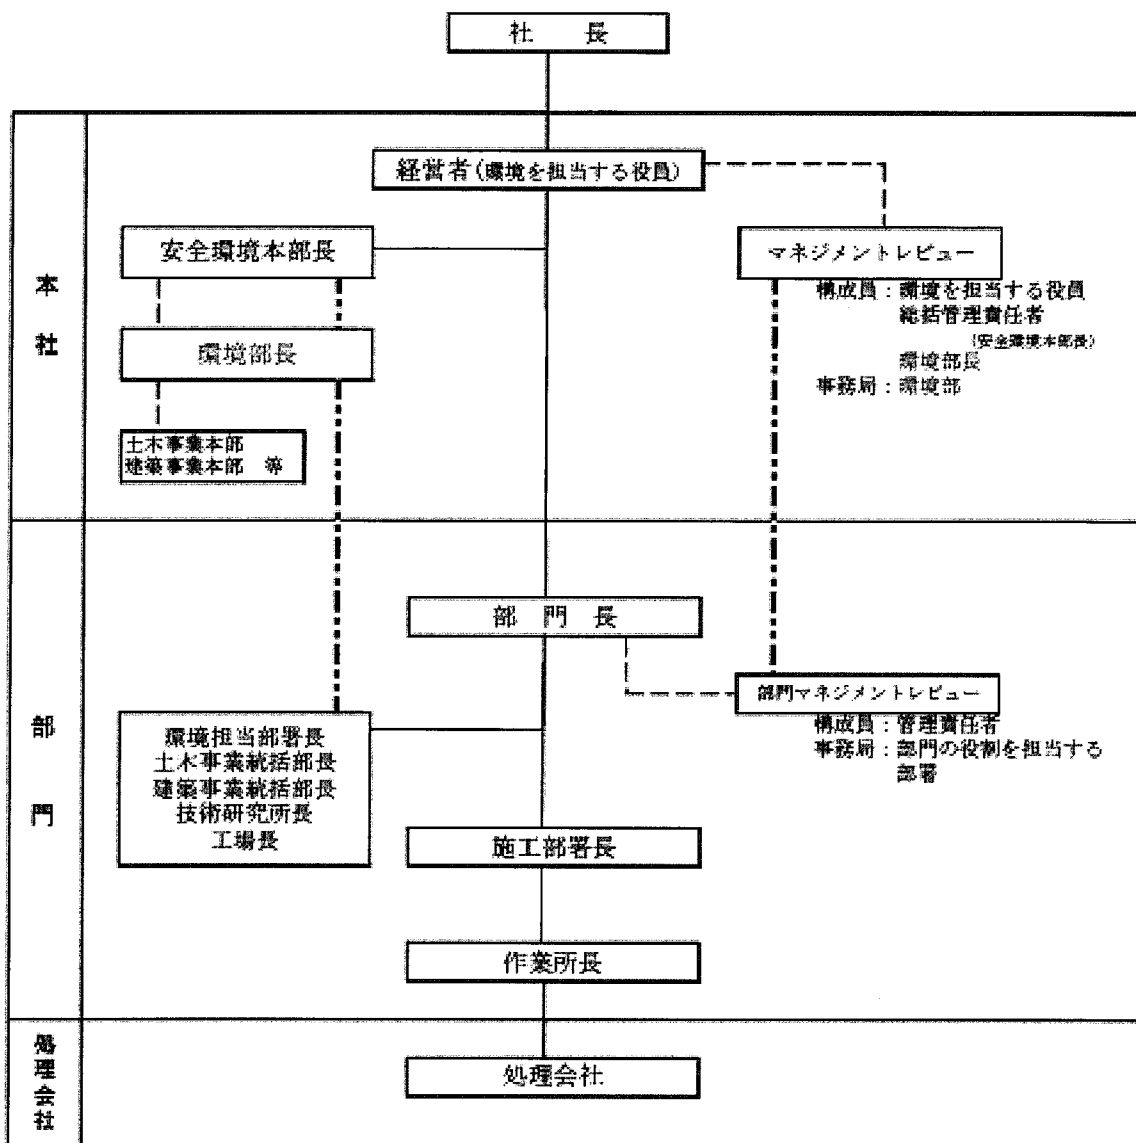 社 長
本社
経営者(環境を担当する役員)
安全環境本部長
マネジメントレビュー
構成員:環境を担当する役員
総括管理責任者
(安全環境本部長)
環境部長
事務局:環境部
環境部長
土木事業本部
建築事業本部 等
部門
部 門 長
部門マネジメントレビュー
構成員:管理責任者
事務局:部門の役割を担当する
部署
環境担当部署長
土木事業統括部長
建築事業統括部長
技術研究所長
工場長
施工部署長
作業所長
処理会社
処理会社